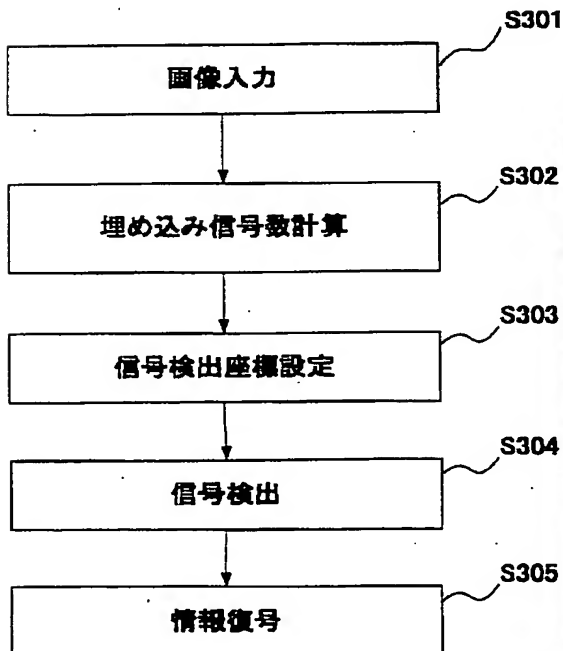 S301
画像入力
S302
埋め込み信号数計算
S303
信号検出座標設定
S304
信号検出
S305
情報復号